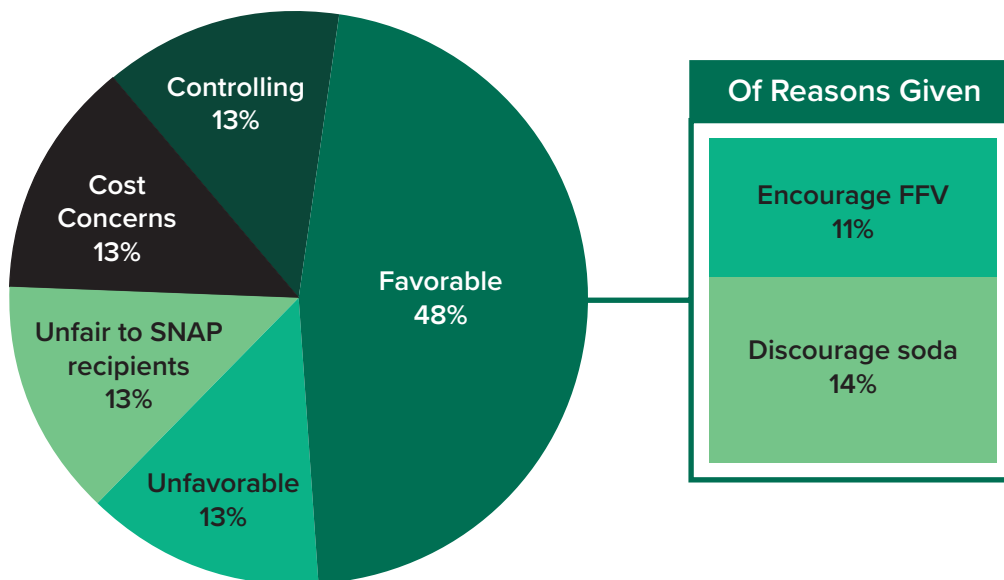 Controlling
13%
Cost
Concerns
13%
Unfair to SNAP
recipients
13%
Unfavorable
13%
Favorable
48%
Of Reasons Given
Encourage FFV
11%
Discourage soda
14%